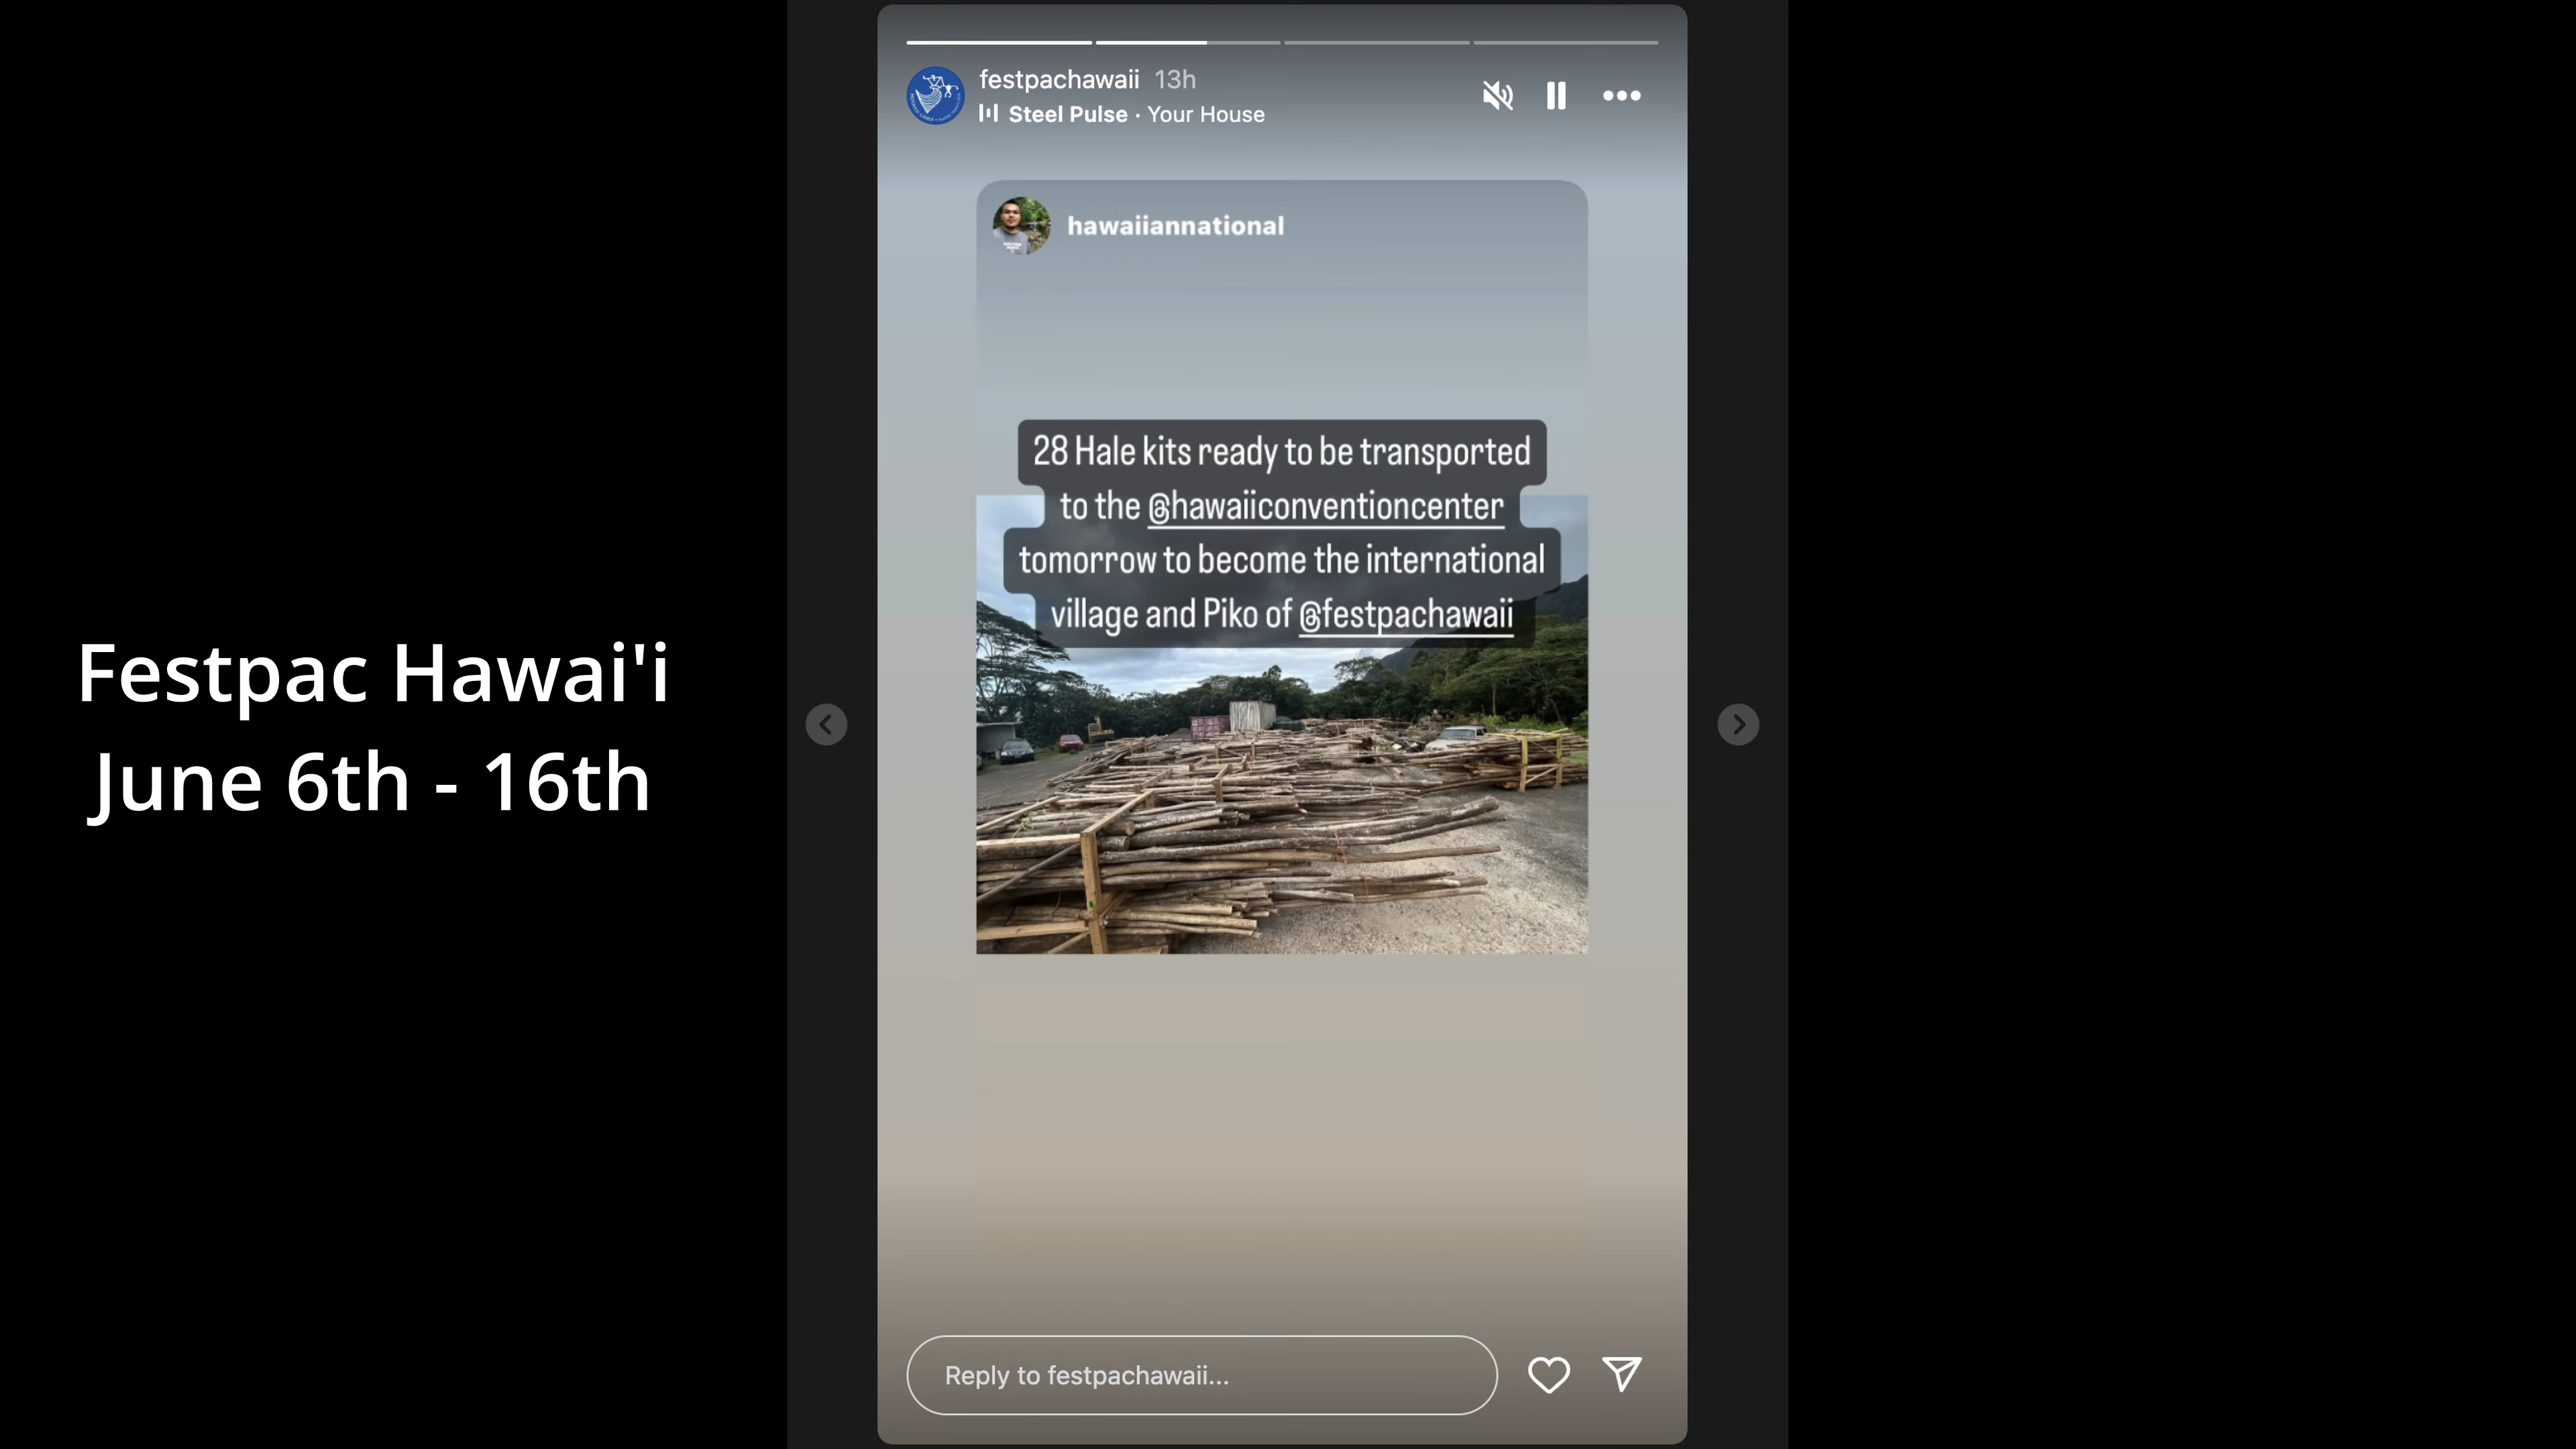 Festpac Hawai'i
June 6th - 16th
festpachawaii 13h
Steel Pulse · Your House
hawaiiannational
28 Hale kits ready to be transported
to the @hawaiiconventioncenter
tomorrow to become the international
village and Piko of @festpachawaii
Reply to festpachawaii...